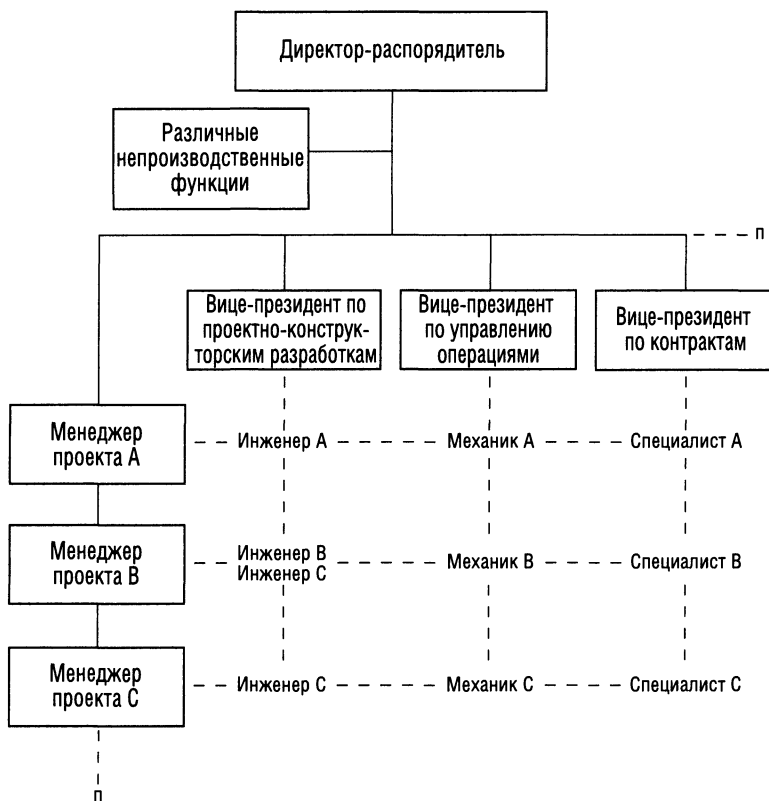 Директор-распорядитель
Различные
непроизводственные
функции
п
Вице-президент по
проектно-конструк-
торским разработкам
Вице-президент
по управлению
операциями
Вице-президент
по контрактам
Менеджер
проекта А
Инженер А
Механик А
Специалист А
Менеджер
проекта В
Инженер В
Инженер С
Механик В
Специалист В
Менеджер
проекта С
Инженер С
Механик С
Специалист С
П